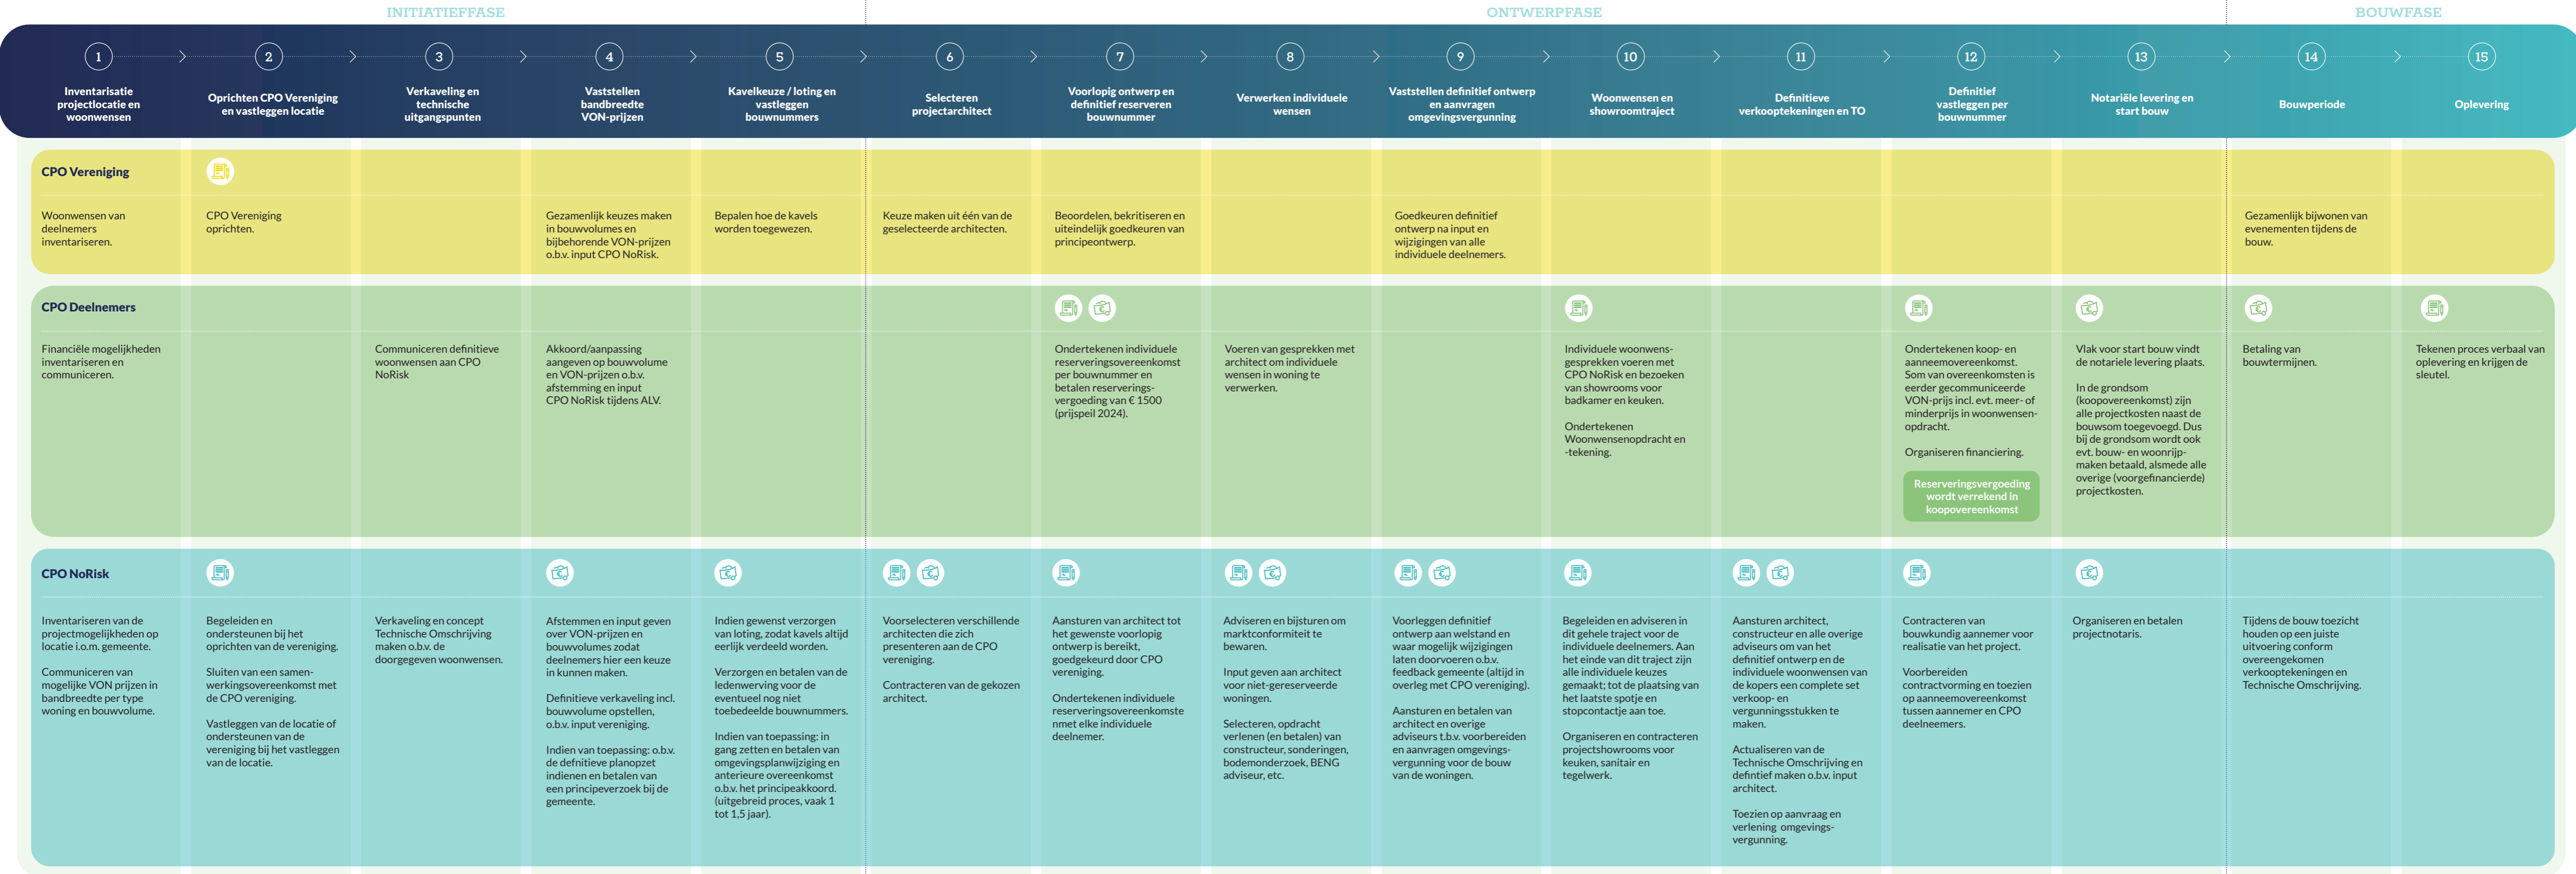 INITIATIEFFASE
ONTWERPFASE
BOUWFASE
1
2
3
4
5
6
7
8
9
10
11
12
13
14
15
Inventarisatie
projectlocatie en
woonwensen
Oprichten CPO Vereniging
en vastleggen locatie
Verkaveling en
technische
uitgangspunten
Vaststellen
bandbreedte
VON-prijzen
Kavelkeuze / loting en
vastleggen
bouwnummers
Selecteren
projectarchitect
Voorlopig ontwerp en
definitief reserveren
bouwnummer
Verwerken individuele
wensen
Vaststellen definitief ontwerp
en aanvragen
omgevingsvergunning
Woonwensen en
showroomtraject
Definitieve
verkooptekeningen en TO
Definitief
vastleggen per
bouwnummer
Notariële levering en
start bouw
Bouwperiode
Oplevering
CPO Vereniging
Woonwensen van
deelnemers
inventariseren.
CPO Vereniging
oprichten.
Gezamenlijk keuzes maken
in bouwvolumes en
bijbehorende VON-prijzen
o.b.v. input CPO NoRisk.
Bepalen hoe de kavels
worden toegewezen.
Keuze maken uit één van de
geselecteerde architecten.
Beoordelen, bekritiseren en
uiteindelijk goedkeuren van
principeontwerp.
Goedkeuren definitief
ontwerp na input en
wijzigingen van alle
individuele deelnemers.
Gezamenlijk bijwonen van
evenementen tijdens de
bouw.
CPO Deelnemers
Financiële mogelijkheden
inventariseren en
communiceren.
Communiceren definitieve
woonwensen aan CPO
NoRisk
Akkoord/aanpassing
aangeven op bouwvolume
en VON-prijzen o.b.v.
afstemming en input
CPO NoRisk tijdens ALV.
Ondertekenen individuele
reserveringsovereenkomst
per bouwnummer en
betalen reserverings-
vergoeding van € 1500
(prijspeil 2024).
Voeren van gesprekken met
architect om individuele
wensen in woning te
verwerken.
Individuele woonwens-
gesprekken voeren met
CPO NoRisk en bezoeken
van showrooms voor
badkamer en keuken.
Ondertekenen
Woonwensenopdracht en
-tekening.
Ondertekenen koop- en
aanneemovereenkomst.
Som van overeenkomsten is
eerder gecommuniceerde
VON-prijs incl. evt. meer- of
minderprijs in woonwensen-
opdracht.
Organiseren financiering.
Reserveringsvergoeding
wordt verrekend in
koopovereenkomst
Vlak voor start bouw vindt
de notariele levering plaats.
In de grondsom
(koopovereenkomst) zijn
alle projectkosten naast de
bouwsom toegevoegd. Dus
bij de grondsom wordt ook
evt. bouw- en woonrijp-
maken betaald, alsmede alle
overige (voorgefinancierde)
projectkosten.
Betaling van
bouwtermijnen.
Tekenen proces verbaal van
oplevering en krijgen de
sleutel.
CPO NoRisk
Inventariseren van de
projectmogelijkheden op
locatie i.o.m. gemeente.
Communiceren van
mogelijke VON prijzen in
bandbreedte per type
woning en bouwvolume.
Begeleiden en
ondersteunen bij het
oprichten van de vereniging.
Sluiten van een samen-
werkingsovereenkomst met
de CPO vereniging.
Vastleggen van de locatie of
ondersteunen van de
vereniging bij het vastleggen
van de locatie.
Verkaveling en concept
Technische Omschrijving
maken o.b.v. de
doorgegeven woonwensen.
Afstemmen en input geven
over VON-prijzen en
bouwvolumes zodat
deelnemers hier een keuze
in kunnen maken.
Definitieve verkaveling incl.
bouwvolume opstellen,
o.b.v. input vereniging.
Indien van toepassing: o.b.v.
de defnitieve planopzet
indienen en betalen van
een principeverzoek bij de
gemeente.
Indien gewenst verzorgen
van loting, zodat kavels altijd
eerlijk verdeeld worden.
Verzorgen en betalen van de
ledenwerving voor de
eventueel nog niet
toebedeelde bouwnummers.
Indien van toepassing: in
gang zetten en betalen van
omgevingsplanwijziging en
anterieure overeenkomst
o.b.v. het principeakkoord.
(uitgebreid proces, vaak 1
tot 1,5 jaar).
Voorselecteren verschillende
architecten die zich
presenteren aan de CPO
vereniging.
Contracteren van de gekozen
architect.
Aansturen van architect tot
het gewenste voorlopig
ontwerp is bereikt,
goedgekeurd door CPO
vereniging.
Ondertekenen individuele
reserveringsovereenkomste
nmet elke individuele
deelnemer.
Adviseren en bijsturen om
marktconformiteit te
bewaren.
Input geven aan architect
voor niet-gereserveerde
woningen.
Selecteren, opdracht
verlenen (en betalen) van
constructeur, sonderingen,
bodemonderzoek, BENG
adviseur, etc.
Voorleggen definitief
ontwerp aan welstand en
waar mogelijk wijzigingen
laten doorvoeren o.b.v.
feedback gemeente (altijd in
overleg met CPO vereniging).
Aansturen en betalen van
architect en overige
adviseurs t.b.v. voorbereiden
en aanvragen omgevings-
vergunning voor de bouw
van de woningen.
Begeleiden en adviseren in
dit gehele traject voor de
individuele deelnemers. Aan
het einde van dit traject zijn
alle individuele keuzes
gemaakt; tot de plaatsing van
het laatste spotje en
stopcontactje aan toe.
Organiseren en contracteren
projectshowrooms voor
keuken, sanitair en
tegelwerk.
Aansturen architect,
constructeur en alle overige
adviseurs om van het
definitief ontwerp en de
individuele woonwensen van
de kopers een complete set
verkoop- en
vergunningsstukken te
maken.
Actualiseren van de
Technische Omschrijving en
defintief maken o.b.v. input
architect.
Toezien op aanvraag en
verlening omgevings-
vergunning.
Contracteren van
bouwkundig aannemer voor
realisatie van het project.
Voorbereiden
contractvorming en toezien
op aanneemovereenkomst
tussen aannemer en CPO
deelneemers.
Organiseren en betalen
projectnotaris.
Tijdens de bouw toezicht
houden op een juiste
uitvoering conform
overeengekomen
verkooptekeningen en
Technische Omschrijving.